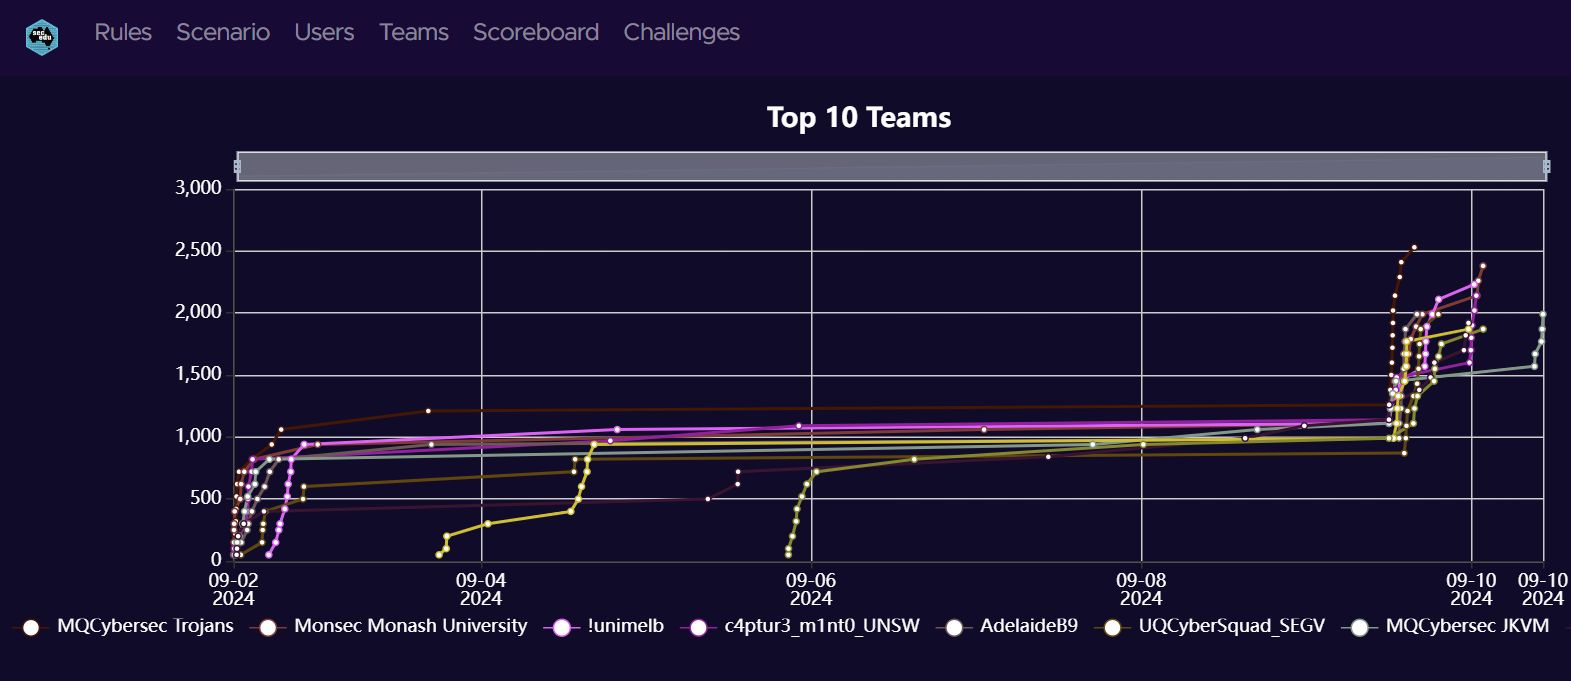 sec
edu
Rules Scenario Users Teams Scoreboard Challenges
Top 10 Teams
3,000
2,500
2,000
1,500
1,000
500
0
09-02 09-04 09-06 09-08 09-10 09-10
2024 2024 2024 2024 2024 2024
MQCybersec Trojans Monsec Monash University !unimelb c4ptur3_m1nt0_UNSW AdelaideB9 UQCyberSquad_SEGV MQCybersec JKVM